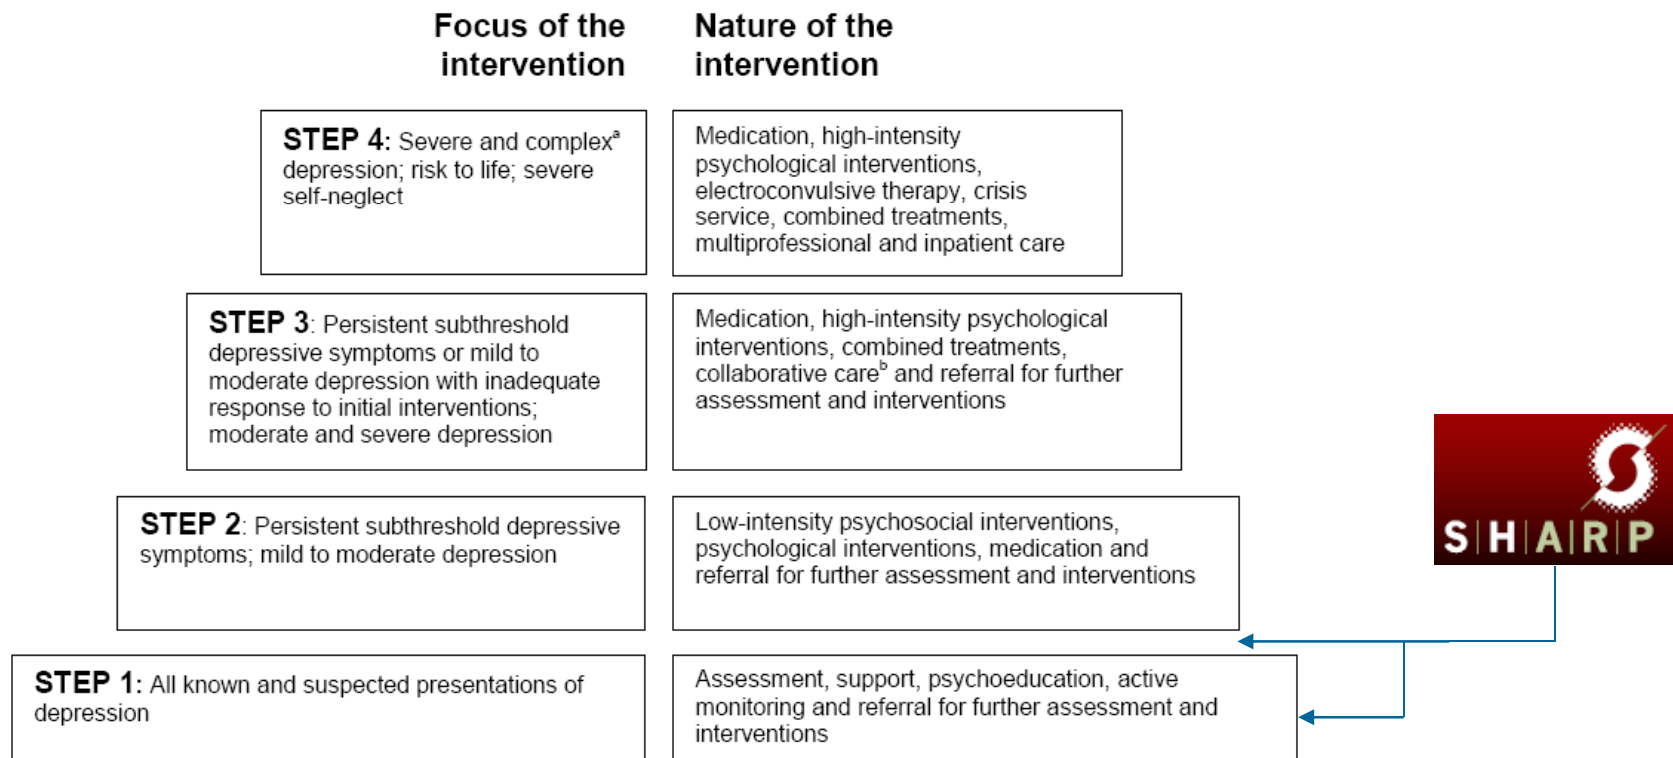 Focus of the
intervention
Nature of the
intervention
STEP 4: Severe and complexᵃ
depression; risk to life; severe
self-neglect
Medication, high-intensity
psychological interventions,
electroconvulsive therapy, crisis
service, combined treatments,
multiprofessional and inpatient care
STEP 3: Persistent subthreshold
depressive symptoms or mild to
moderate depression with inadequate
response to initial interventions;
moderate and severe depression
Medication, high-intensity psychological
interventions, combined treatments,
collaborative careᵇ and referral for further
assessment and interventions
S|H|A|R|P
STEP 2: Persistent subthreshold depressive
symptoms; mild to moderate depression
Low-intensity psychosocial interventions,
psychological interventions, medication and
referral for further assessment and interventions
STEP 1: All known and suspected presentations of
depression
Assessment, support, psychoeducation, active
monitoring and referral for further assessment and
interventions